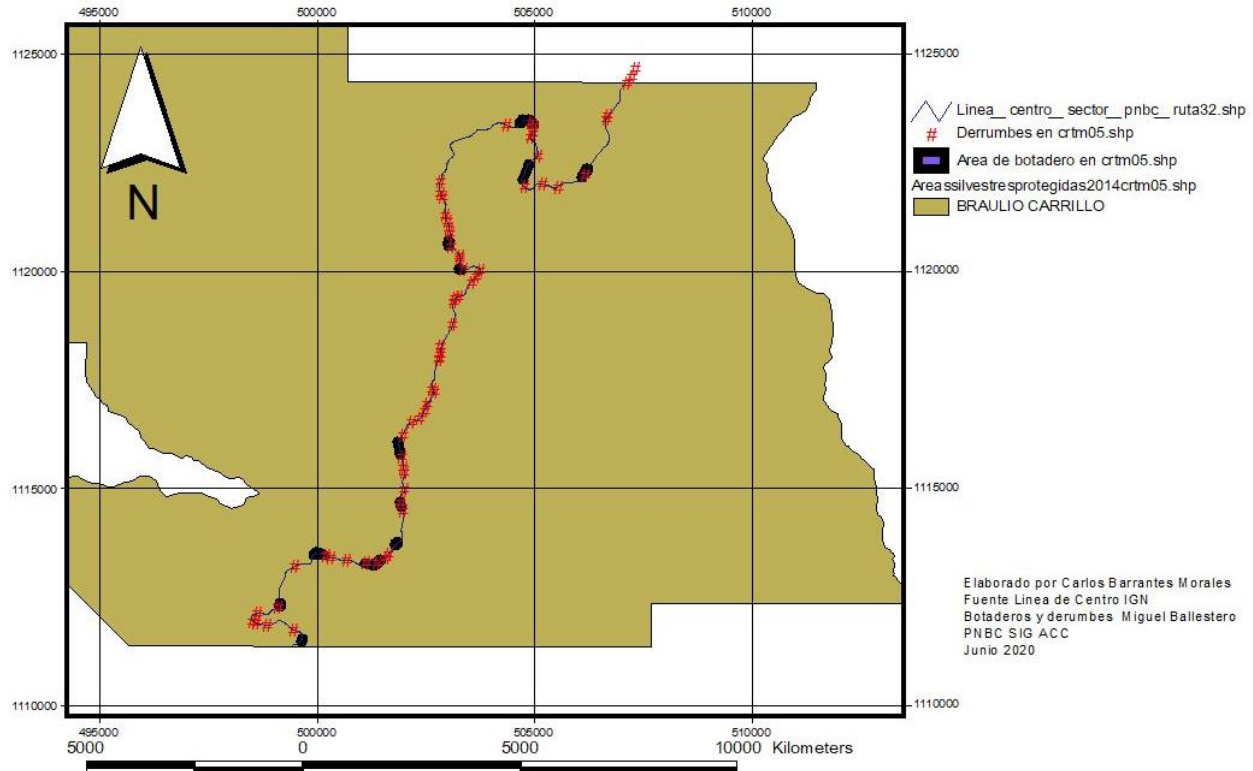 495000 500000 505000 510000
1125000 1125000
N
Linea__centro__sector__pnbc__ruta32.shp
# Derrumbes en crtm05.shp
Area de botadero en crtm05.shp
Areassilvestresprotegidas2014crtm05.shp
BRAULIO CARRILLO
1120000 1120000
1115000 1115000
Elaborado por Carlos Barrantes Morales
Fuente Linea de Centro IGN
Botaderos y derrumbes Miguel Ballestero
PNBC SIG ACC
Junio 2020
1110000 1110000
495000 500000 505000 510000
5000 0 5000 10000 Kilometers